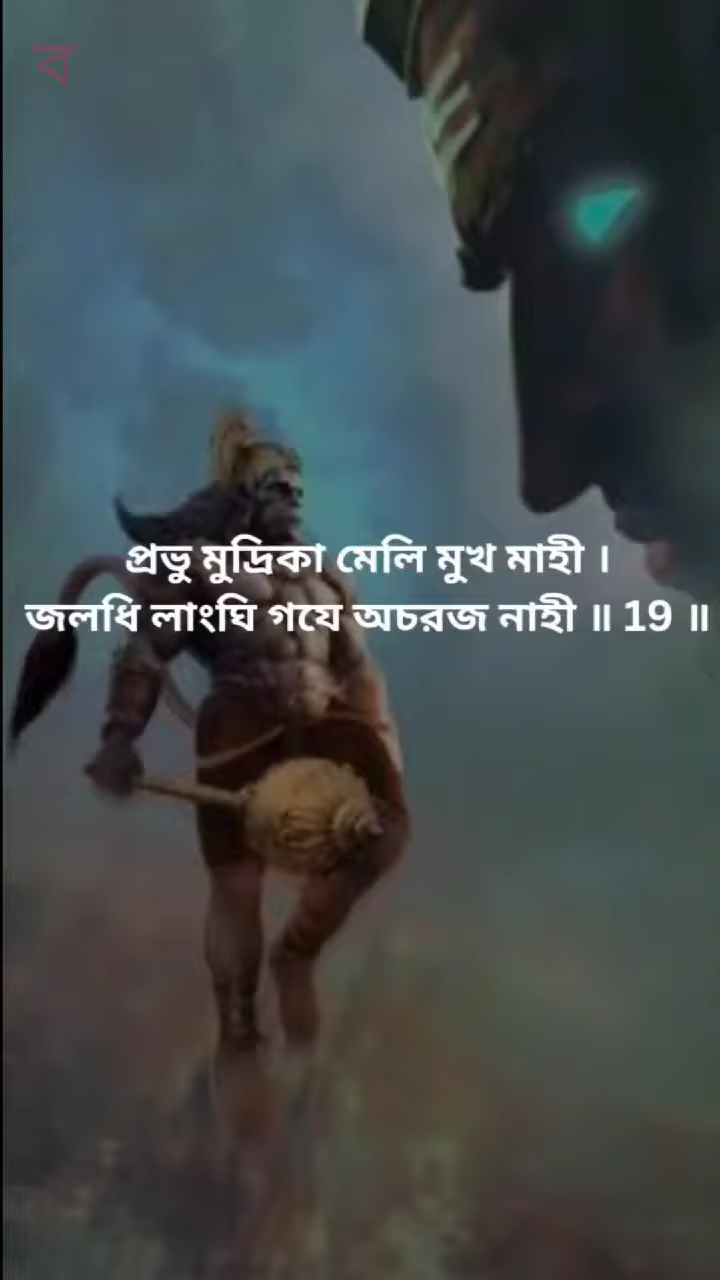 ব
প্রভু মুদ্রিকা মেলি মুখ মাহী ।
জলধি লাংঘি গযে অচরজ নাহী ॥ 19 ॥